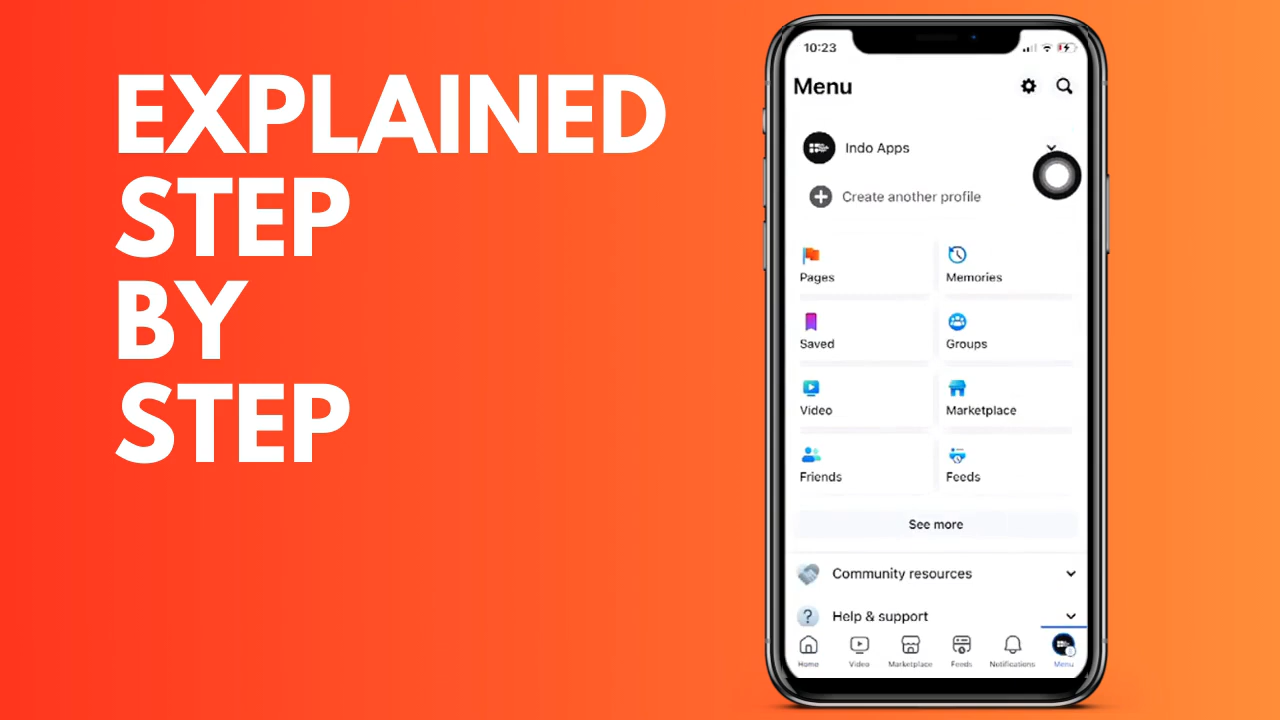 EXPLAINED
STEP
BY
STEP
10:23
Menu
Indo Apps
Create another profile
Pages
Memories
Saved
Groups
Video
Marketplace
Friends
Feeds
See more
Community resources
Help & support
Home
Video
Marketplace
Feeds
Notifications
Menu